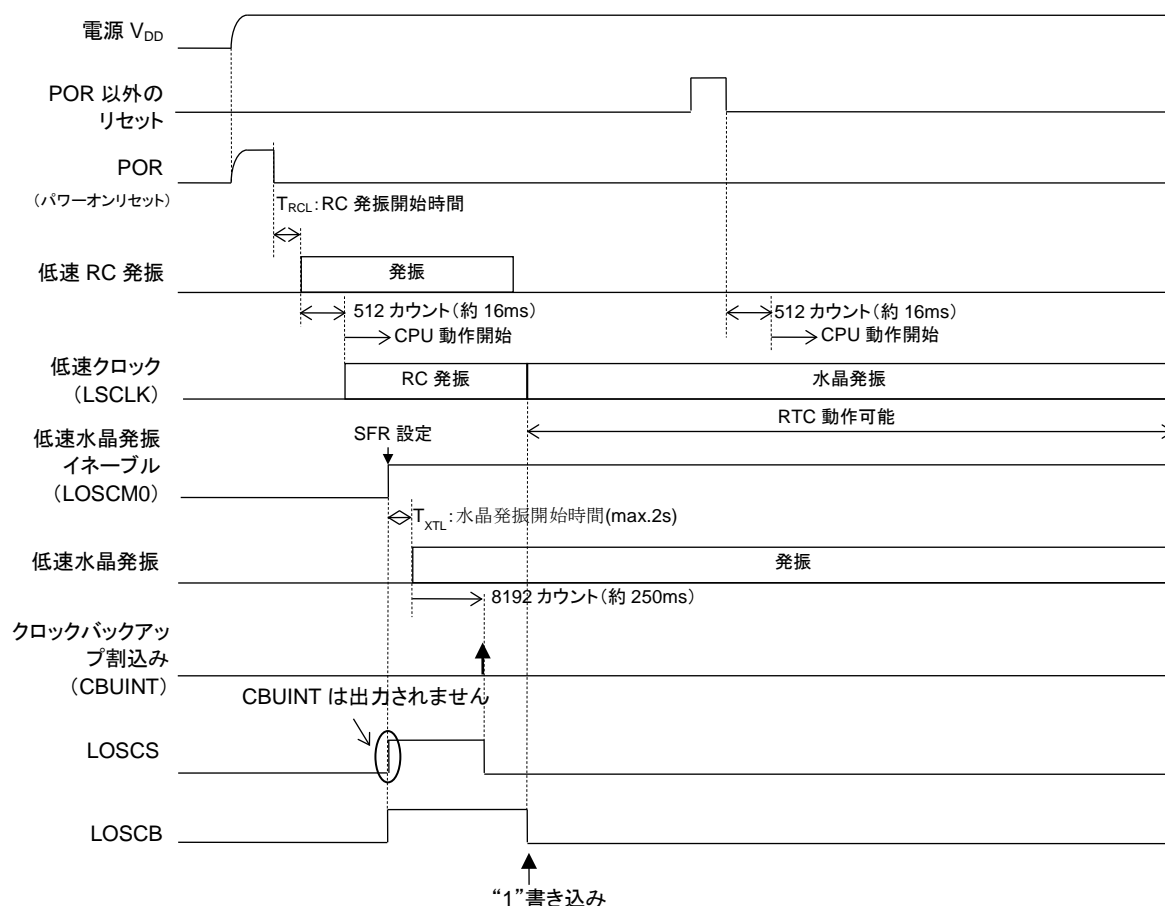 電源 VDD
POR 以外の
リセット
POR
(パワーオンリセット)
TRCL：RC 発振開始時間
低速 RC 発振
発振
512 カウント（約 16ms）
CPU 動作開始
512 カウント（約 16ms）
CPU 動作開始
低速クロック
（LSCLK）
RC 発振
水晶発振
RTC 動作可能
低速水晶発振
イネーブル
（LOSCM0）
SFR 設定
TXTL：水晶発振開始時間(max.2s)
低速水晶発振
発振
8192 カウント（約 250ms）
クロックバックアッ
プ割込み
（CBUINT）
CBUINT は出力されません
LOSCS
LOSCB
“1”書き込み